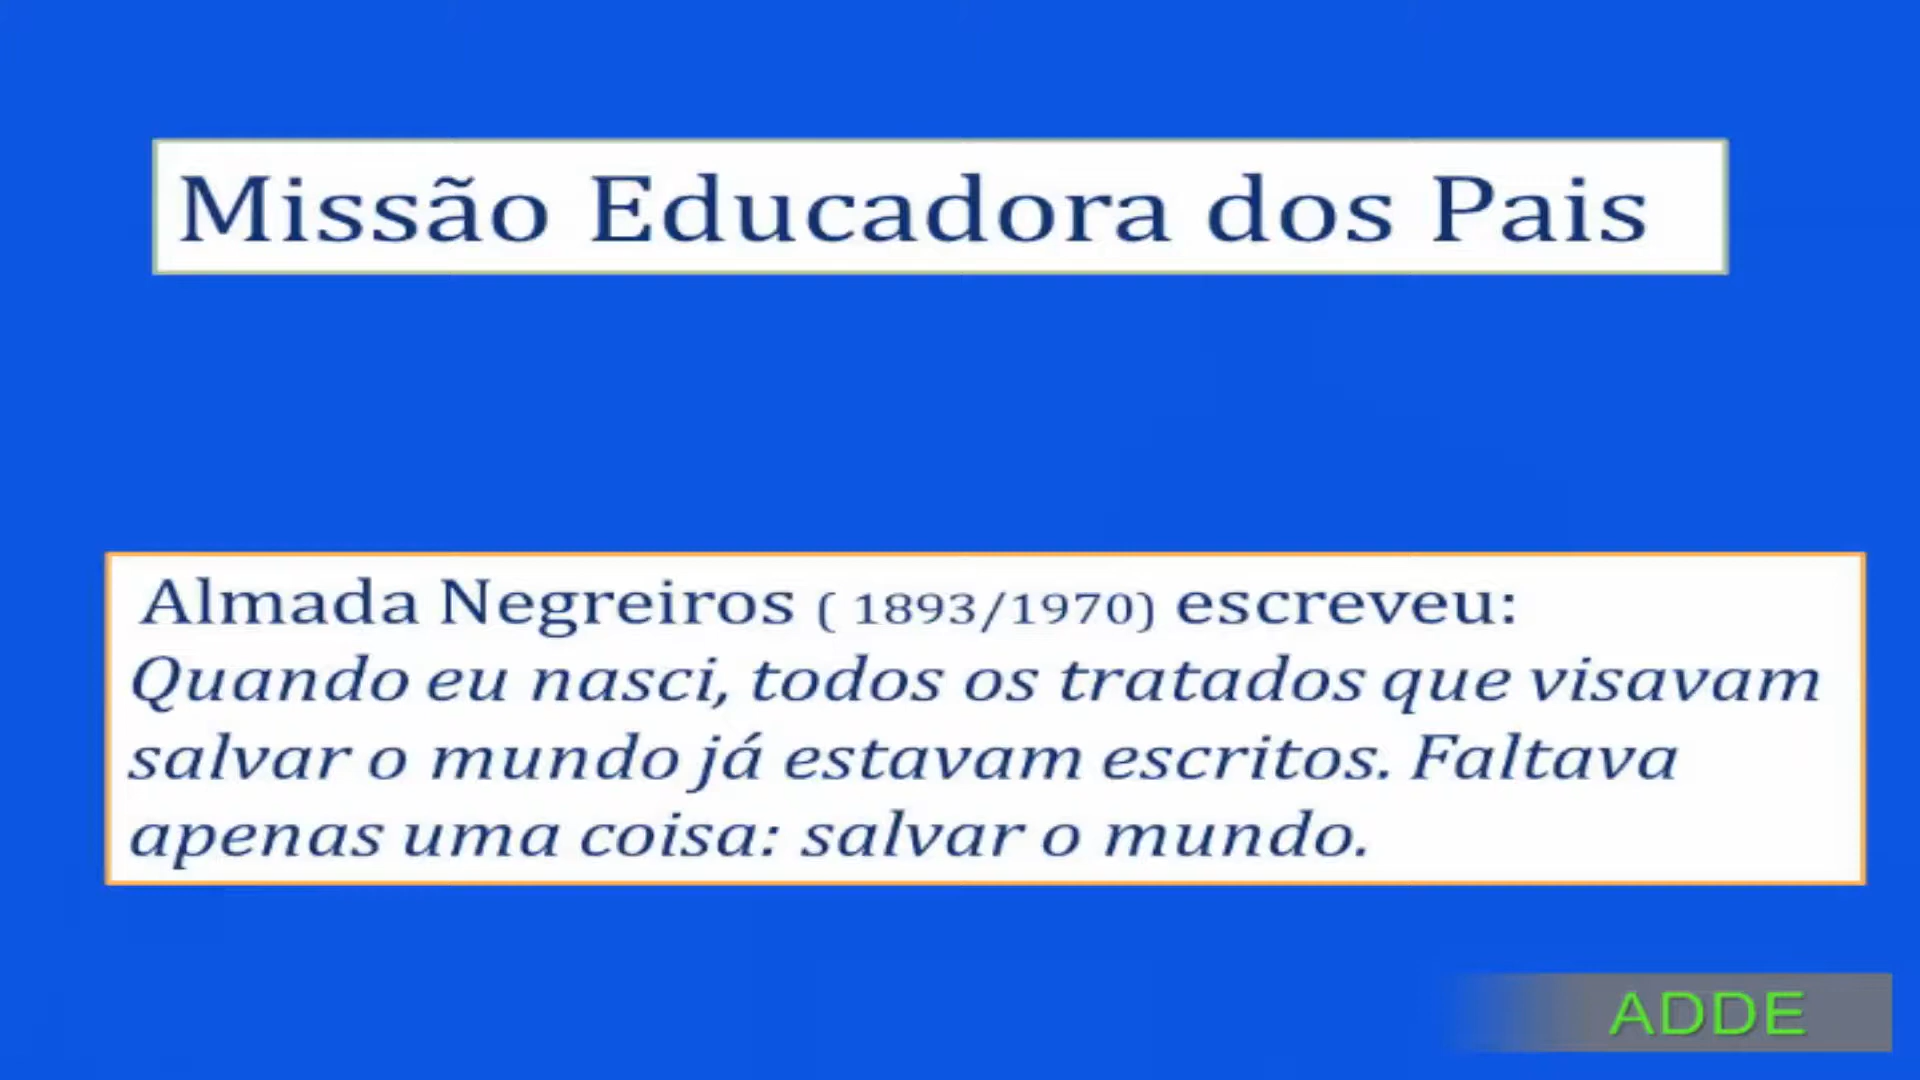 Missão Educadora dos Pais
Almada Negreiros ( 1893/1970) escreveu:
Quando eu nasci, todos os tratados que visavam
salvar o mundo já estavam escritos. Faltava
apenas uma coisa: salvar o mundo.
ADDE